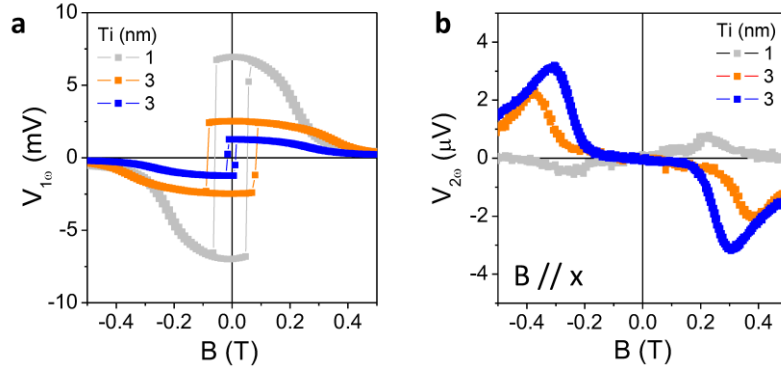 a
Ti (nm)
1
3
3
V1ω (mV)
10
5
0
-5
-10
-0.4 -0.2 0.0 0.2 0.4
B (T)
b
Ti (nm)
1
3
3
V2ω (μV)
4
2
0
-2
-4
B // x
-0.4 -0.2 0.0 0.2 0.4
B (T)